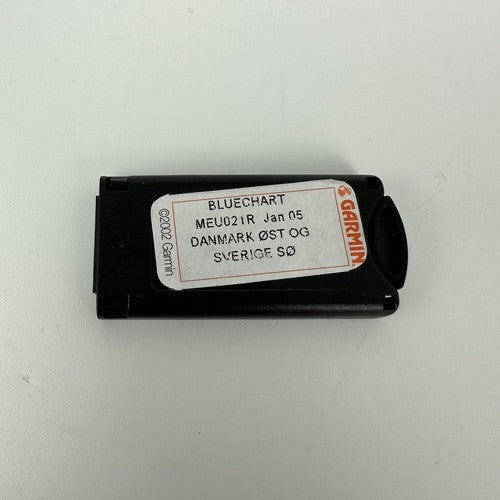 BLUECHART
MEU021R Jan 05
DANMARK ØST OG
SVERIGE SØ
GARMIN
©2002 Garmin